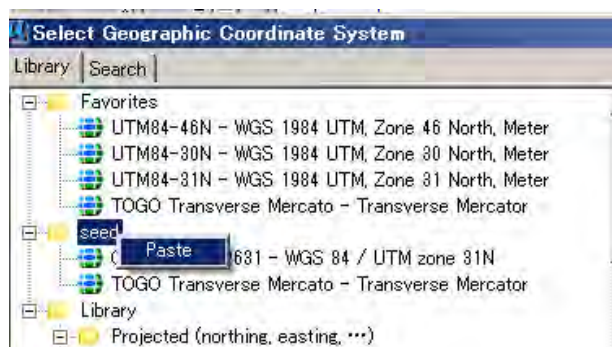 Select Geographic Coordinate System
Library Search
Favorites
UTM84-46N - WGS 1984 UTM, Zone 46 North, Meter
UTM84-30N - WGS 1984 UTM, Zone 30 North, Meter
UTM84-31N - WGS 1984 UTM, Zone 31 North, Meter
TOGO Transverse Mercato - Transverse Mercator
seed
Paste
631 - WGS 84 / UTM zone 31N
TOGO Transverse Mercato - Transverse Mercator
Library
Projected (northing, easting, ...)